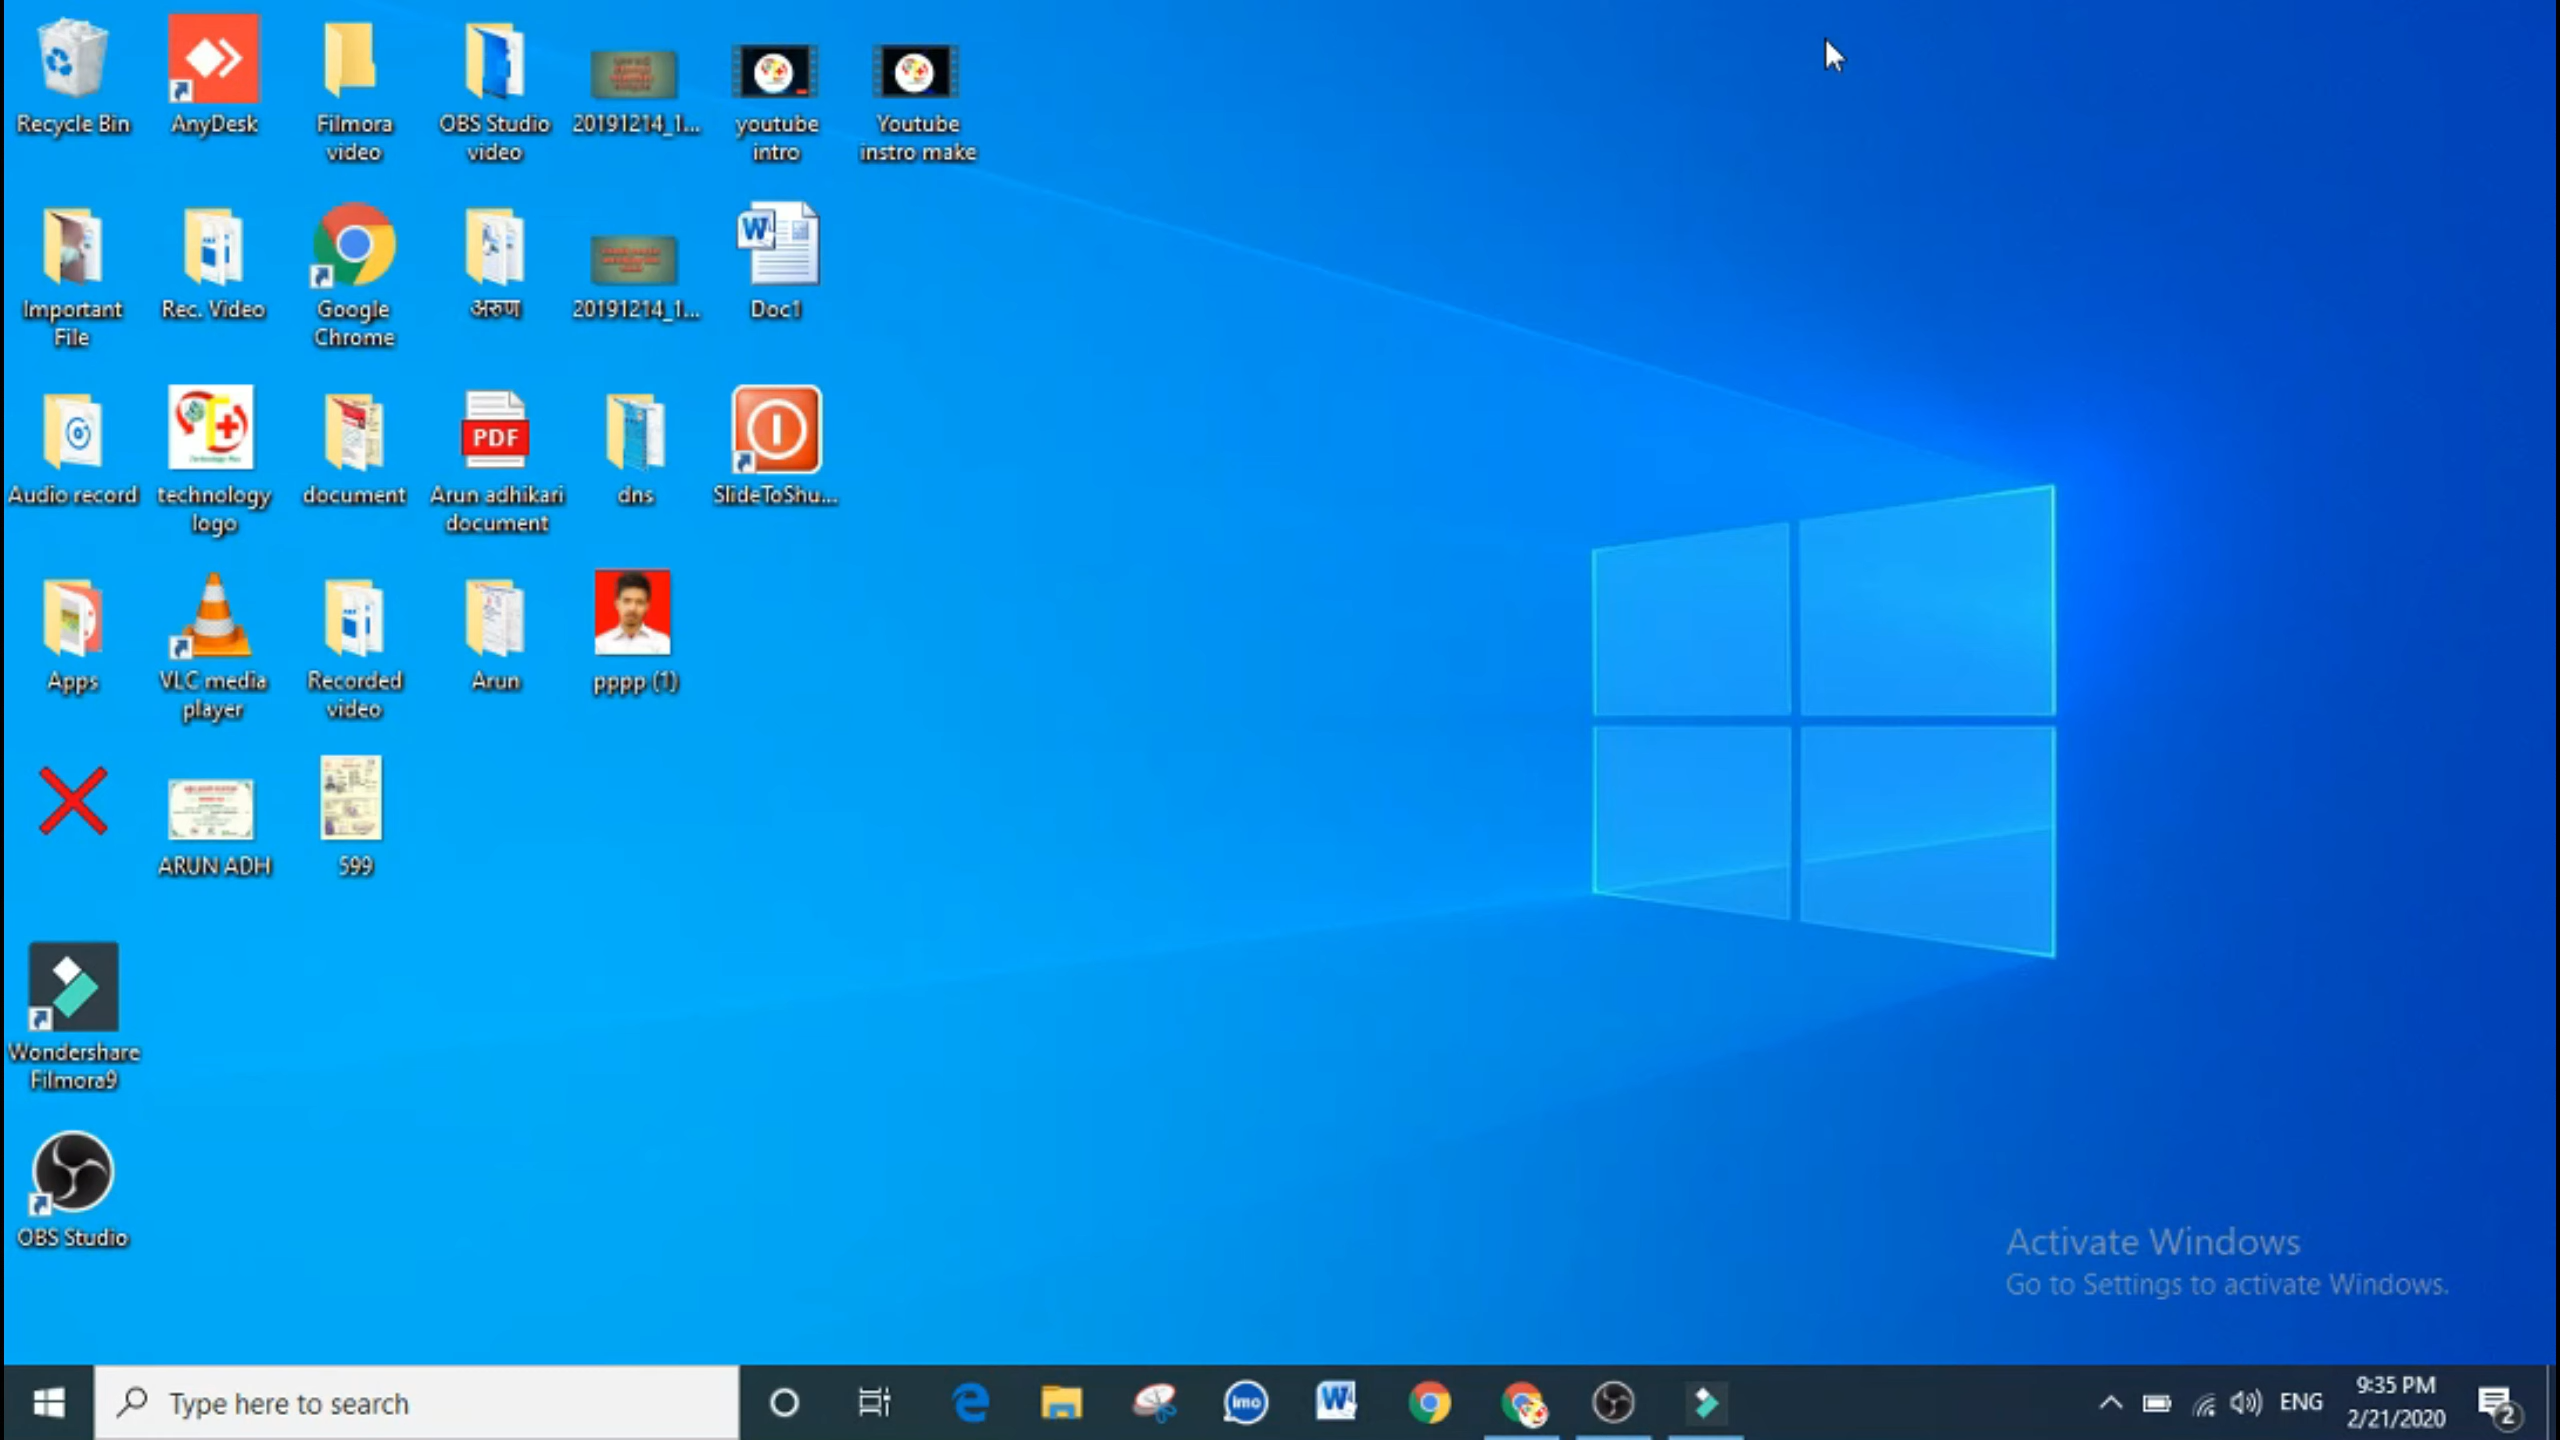 Recycle Bin
AnyDesk
Filmora
video
OBS Studio
video
20191214_1...
youtube
intro
Youtube
instro make
Important
File
Rec. Video
Google
Chrome
अरुण
20191214_1...
Doc1
Audio record
technology
logo
document
PDF
Arun adhikari
document
dns
SlideToShu...
Apps
VLC media
player
Recorded
video
Arun
pppp (1)
ARUN ADH
599
Wondershare
Filmora9
OBS Studio
Activate Windows
Go to Settings to activate Windows.
Type here to search
imo
ENG
9:35 PM
2/21/2020
2